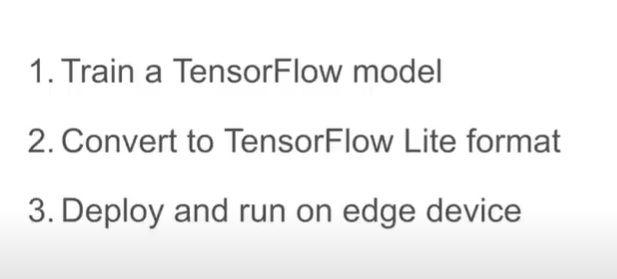 1. Train a TensorFlow model
2. Convert to TensorFlow Lite format
3. Deploy and run on edge device